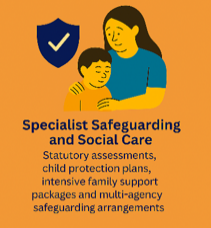 Specialist Safeguarding
and Social Care
Statutory assessments,
child protection plans,
intensive family support
packages and multi-agency
safeguarding arrangements